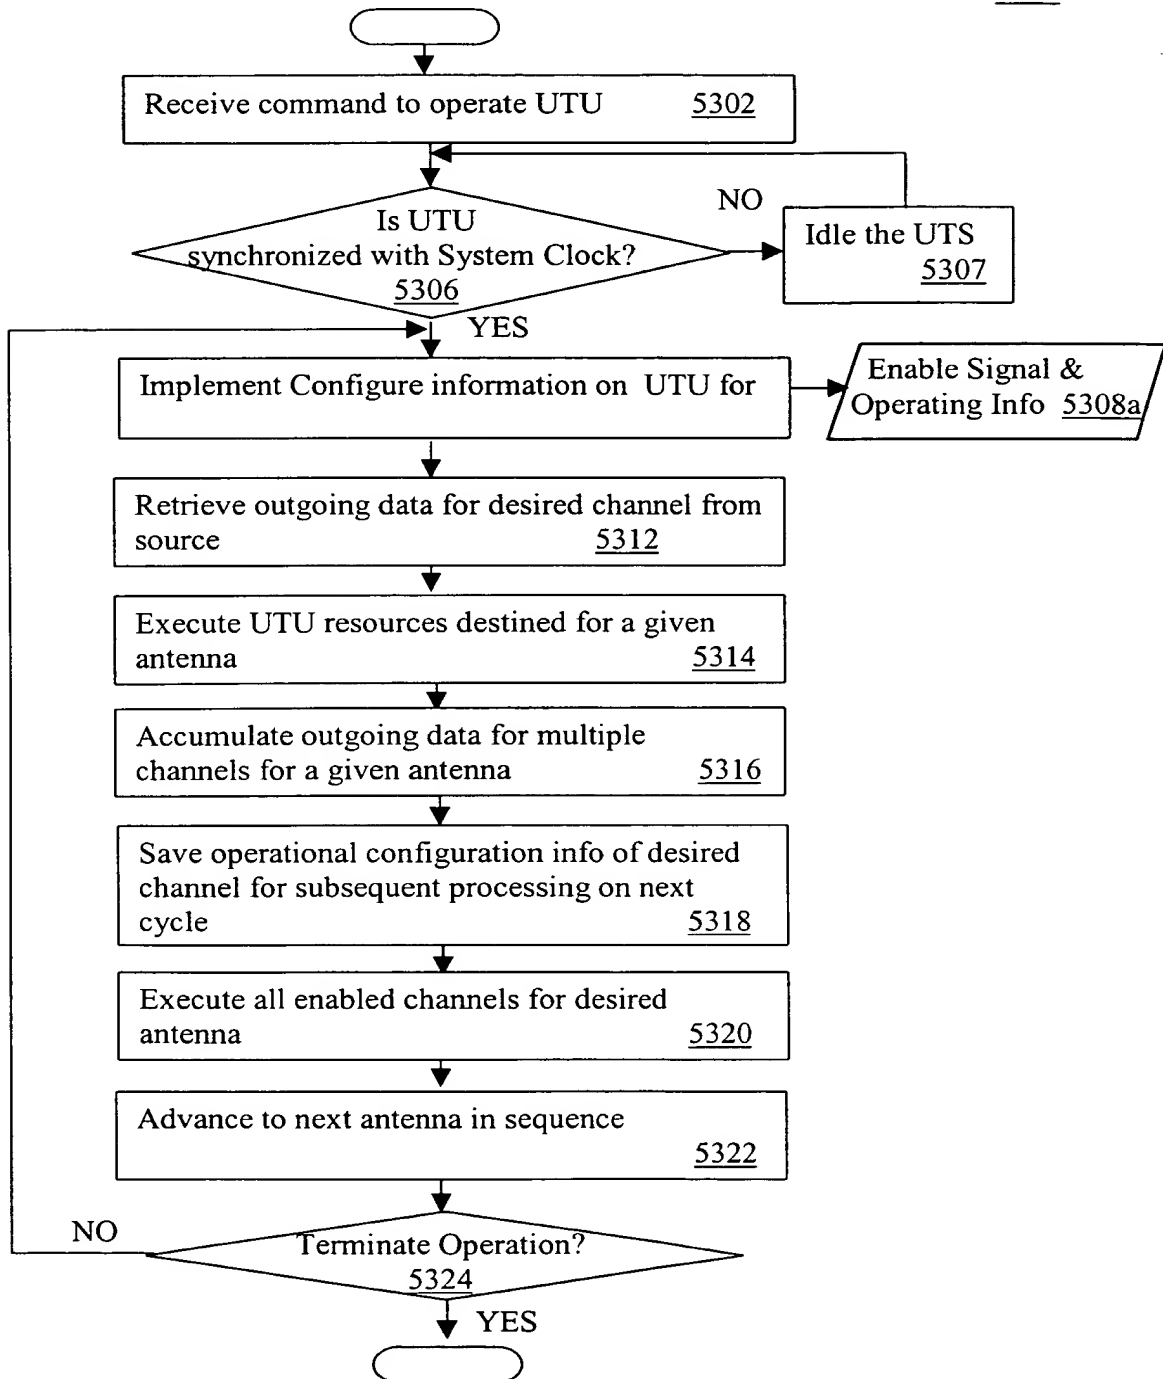 Receive command to operate UTU 5302
NO
Is UTU
synchronized with System Clock?
5306
Idle the UTS
5307
YES
Implement Configure information on UTU for
Enable Signal &
Operating Info 5308a
Retrieve outgoing data for desired channel from
source 5312
Execute UTU resources destined for a given
antenna 5314
Accumulate outgoing data for multiple
channels for a given antenna 5316
Save operational configuration info of desired
channel for subsequent processing on next
cycle 5318
Execute all enabled channels for desired
antenna 5320
Advance to next antenna in sequence
5322
NO
Terminate Operation?
5324
YES